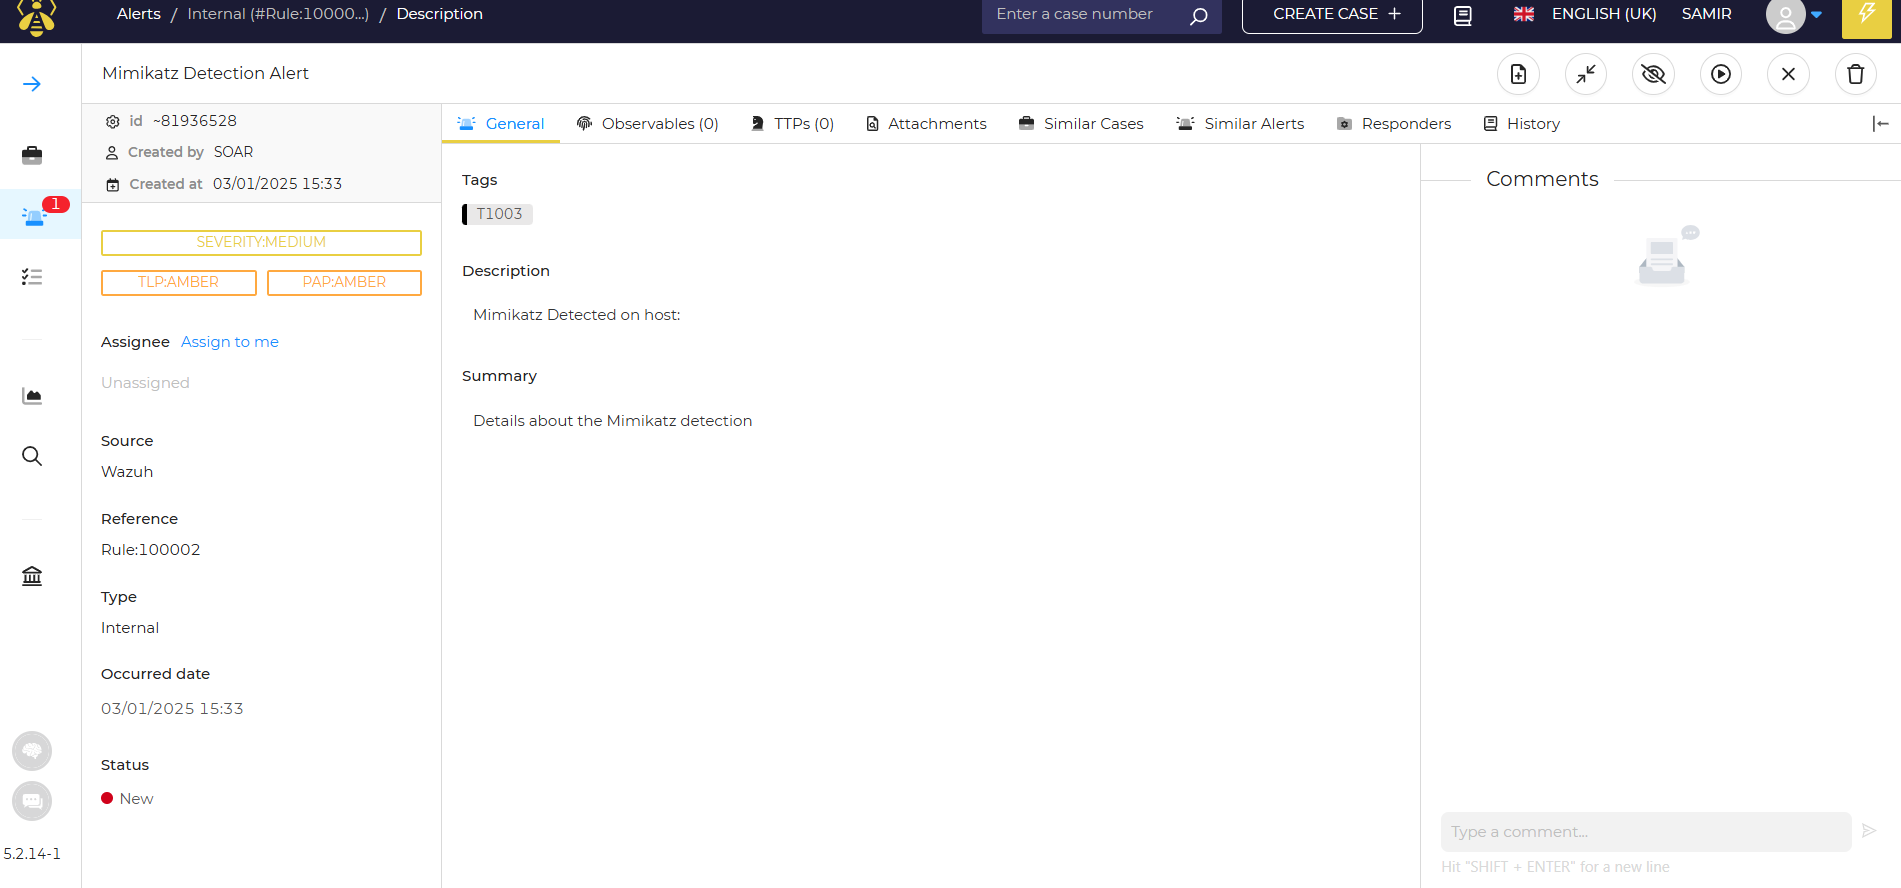 Alerts / Internal (#Rule:10000...) / Description
Enter a case number
CREATE CASE +
ENGLISH (UK)
SAMIR
Mimikatz Detection Alert
id ~81936528
Created by SOAR
Created at 03/01/2025 15:33
General
Observables (0)
TTPs (0)
Attachments
Similar Cases
Similar Alerts
Responders
History
1
SEVERITY:MEDIUM
TLP:AMBER
PAP:AMBER
Assignee Assign to me
Unassigned
Source
Wazuh
Reference
Rule:100002
Type
Internal
Occurred date
03/01/2025 15:33
Status
New
5.2.14-1
Tags
T1003
Description
Mimikatz Detected on host:
Summary
Details about the Mimikatz detection
Comments
Type a comment...
Hit "SHIFT + ENTER" for a new line